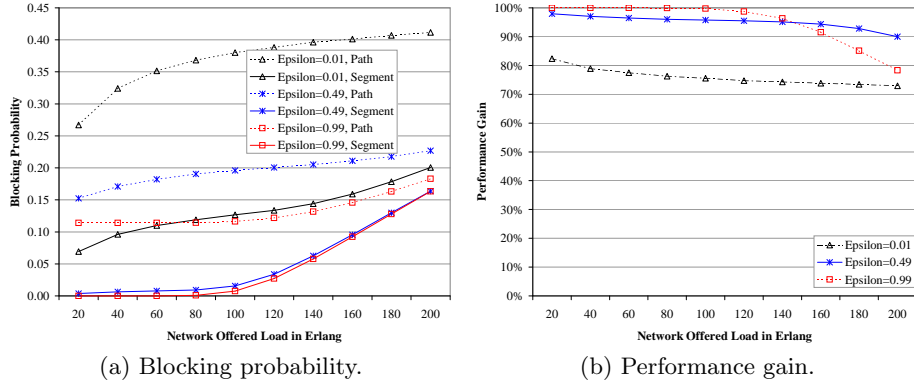 0.45
0.40
0.35
0.30
0.25
0.20
0.15
0.10
0.05
0.00
Blocking Probability
Epsilon=0.01, Path
Epsilon=0.01, Segment
Epsilon=0.49, Path
Epsilon=0.49, Segment
Epsilon=0.99, Path
Epsilon=0.99, Segment
20 40 60 80 100 120 140 160 180 200
Network Offered Load in Erlang
(a) Blocking probability.
100%
90%
80%
70%
60%
50%
40%
30%
20%
10%
0%
Performance Gain
Epsilon=0.01
Epsilon=0.49
Epsilon=0.99
20 40 60 80 100 120 140 160 180 200
Network Offered Load in Erlang
(b) Performance gain.